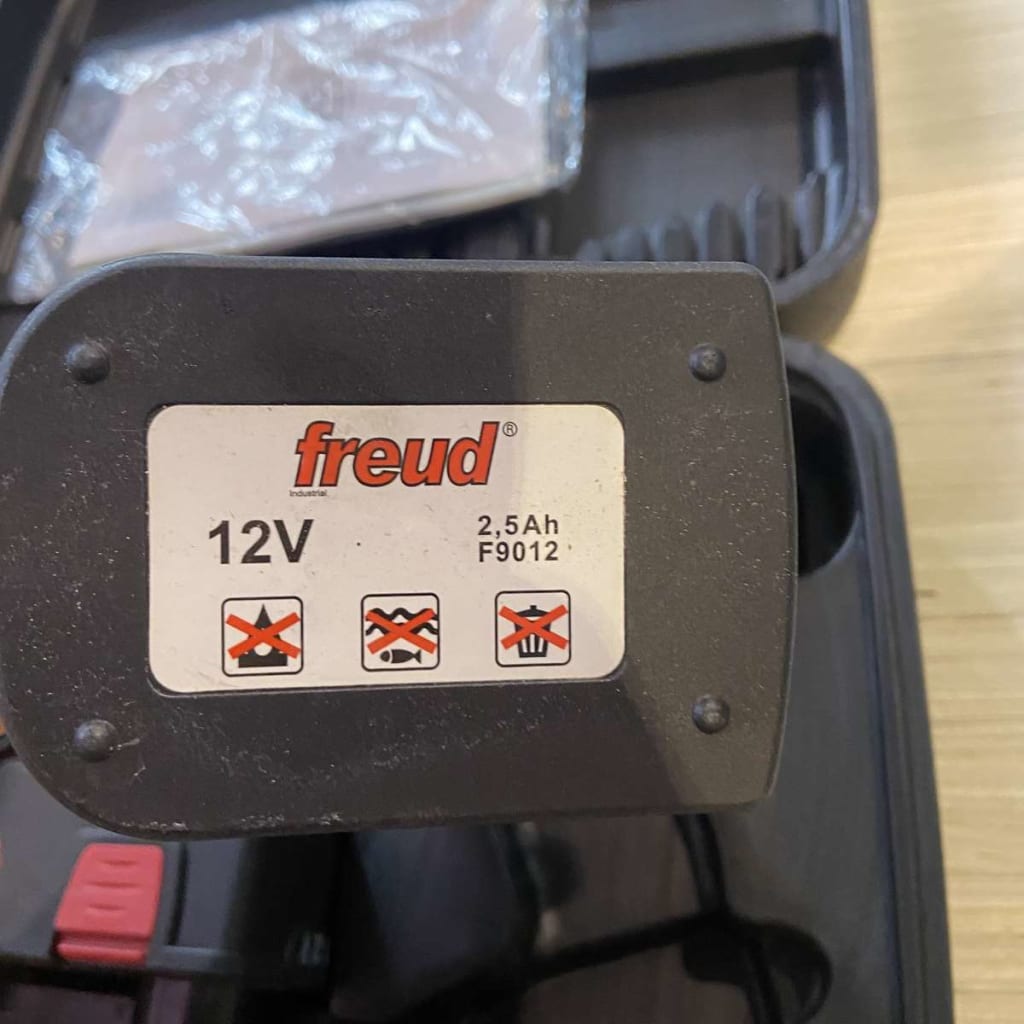 freud®
Industrial
12V
2,5Ah
F9012